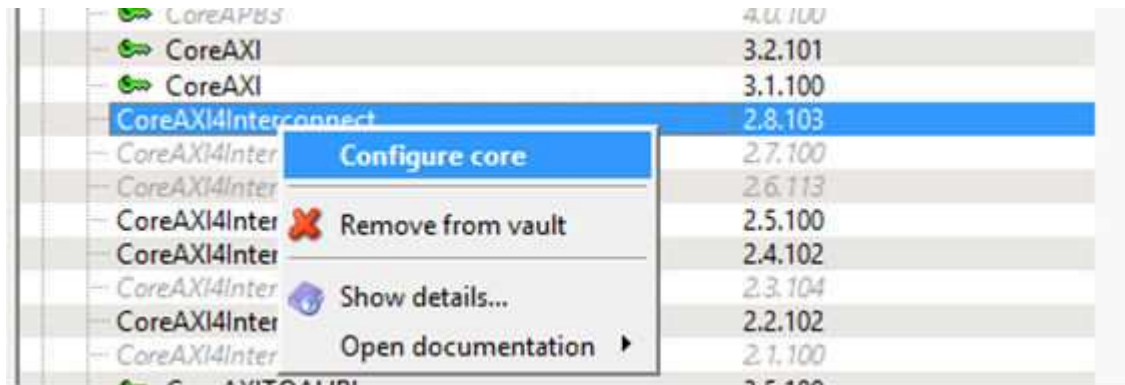 CoreAPB3 4.0.100
CoreAXI 3.2.101
CoreAXI 3.1.100
CoreAXI4Interconnect 2.8.103
CoreAXI4Inter 2.7.100
CoreAXI4Inter 2.6.113
CoreAXI4Inter 2.5.100
CoreAXI4Inter 2.4.102
CoreAXI4Inter 2.3.104
CoreAXI4Inter 2.2.102
CoreAXI4Inter 2.1.100
Configure core
Remove from vault
Show details...
Open documentation